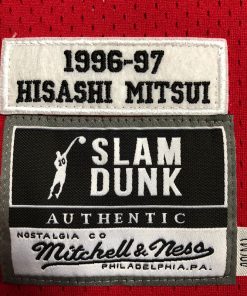 1996-97
HISASHI MITSUI
SLAM
DUNK
AUTHENTIC
NOSTALGIA CO
Mitchell & Ness
PHILADELPHIA, PA.